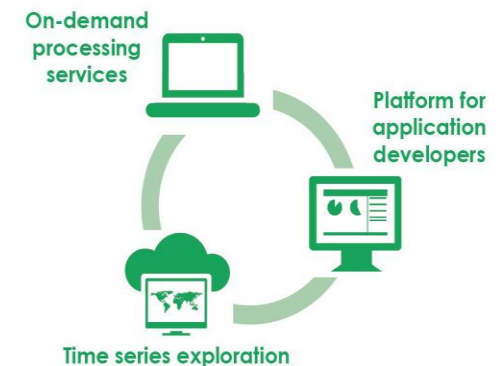 On-demand
processing
services
Platform for
application
developers
Time series exploration